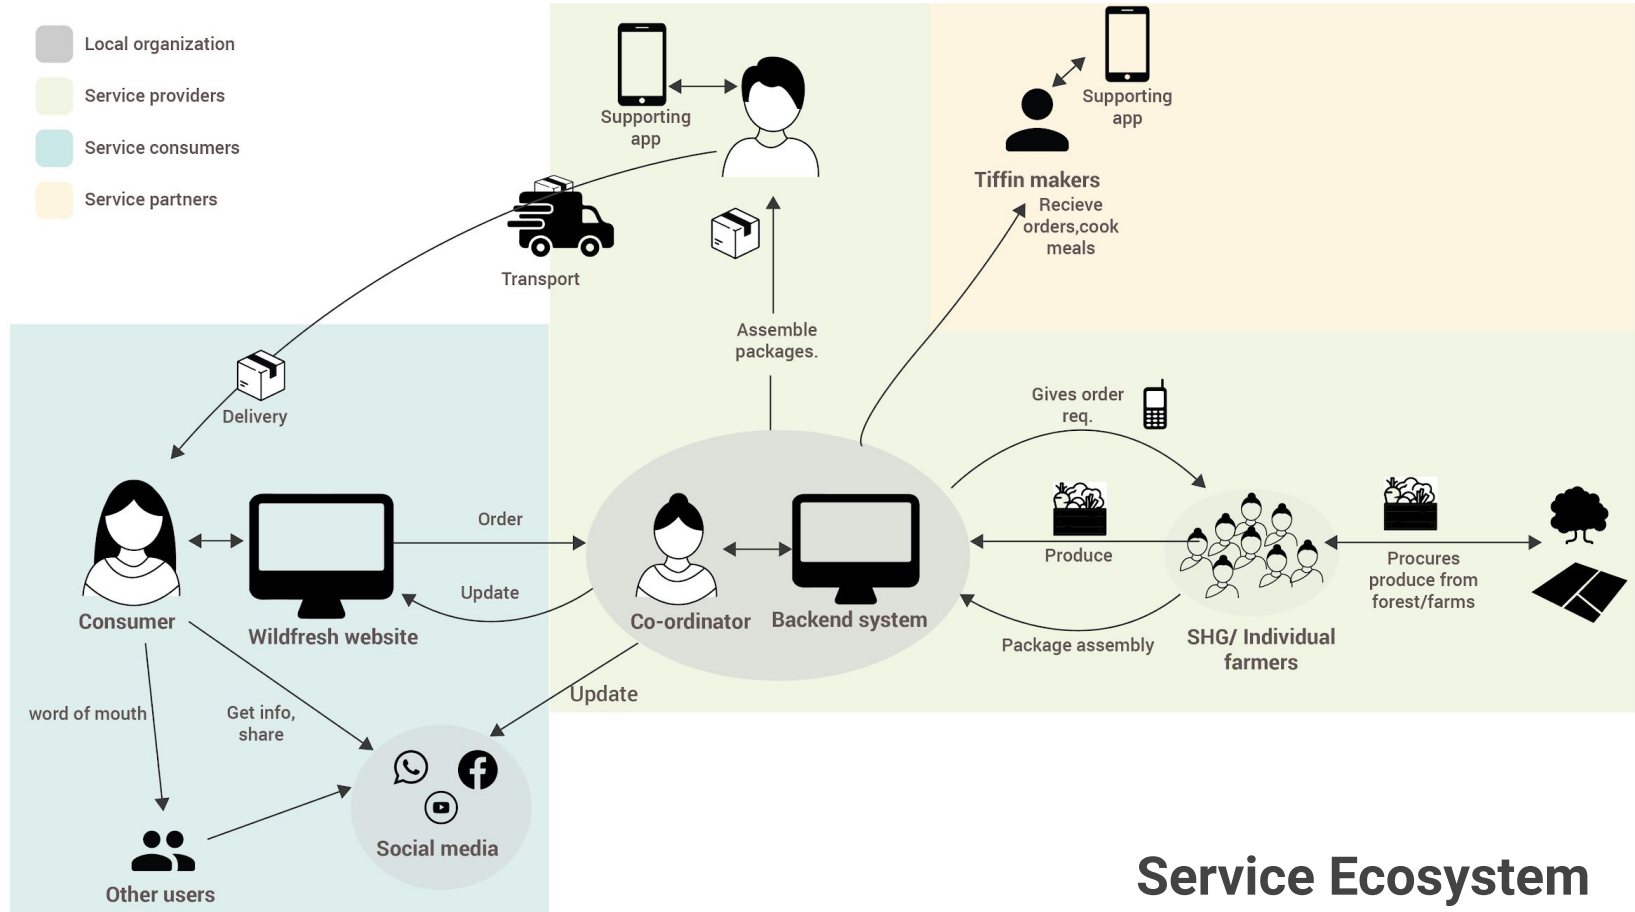 Local organization
Service providers
Service consumers
Service partners
Supporting
app
Supporting
app
Tiffin makers
Recieve
orders,cook
meals
Transport
Assemble
packages.
Delivery
Gives order
req.
Order
Produce
Procures
produce from
forest/farms
Update
Consumer
Wildfresh website
Co-ordinator
Backend system
Package assembly
SHG/ Individual
farmers
Update
word of mouth
Get info,
share
Social media
Other users
Service Ecosystem